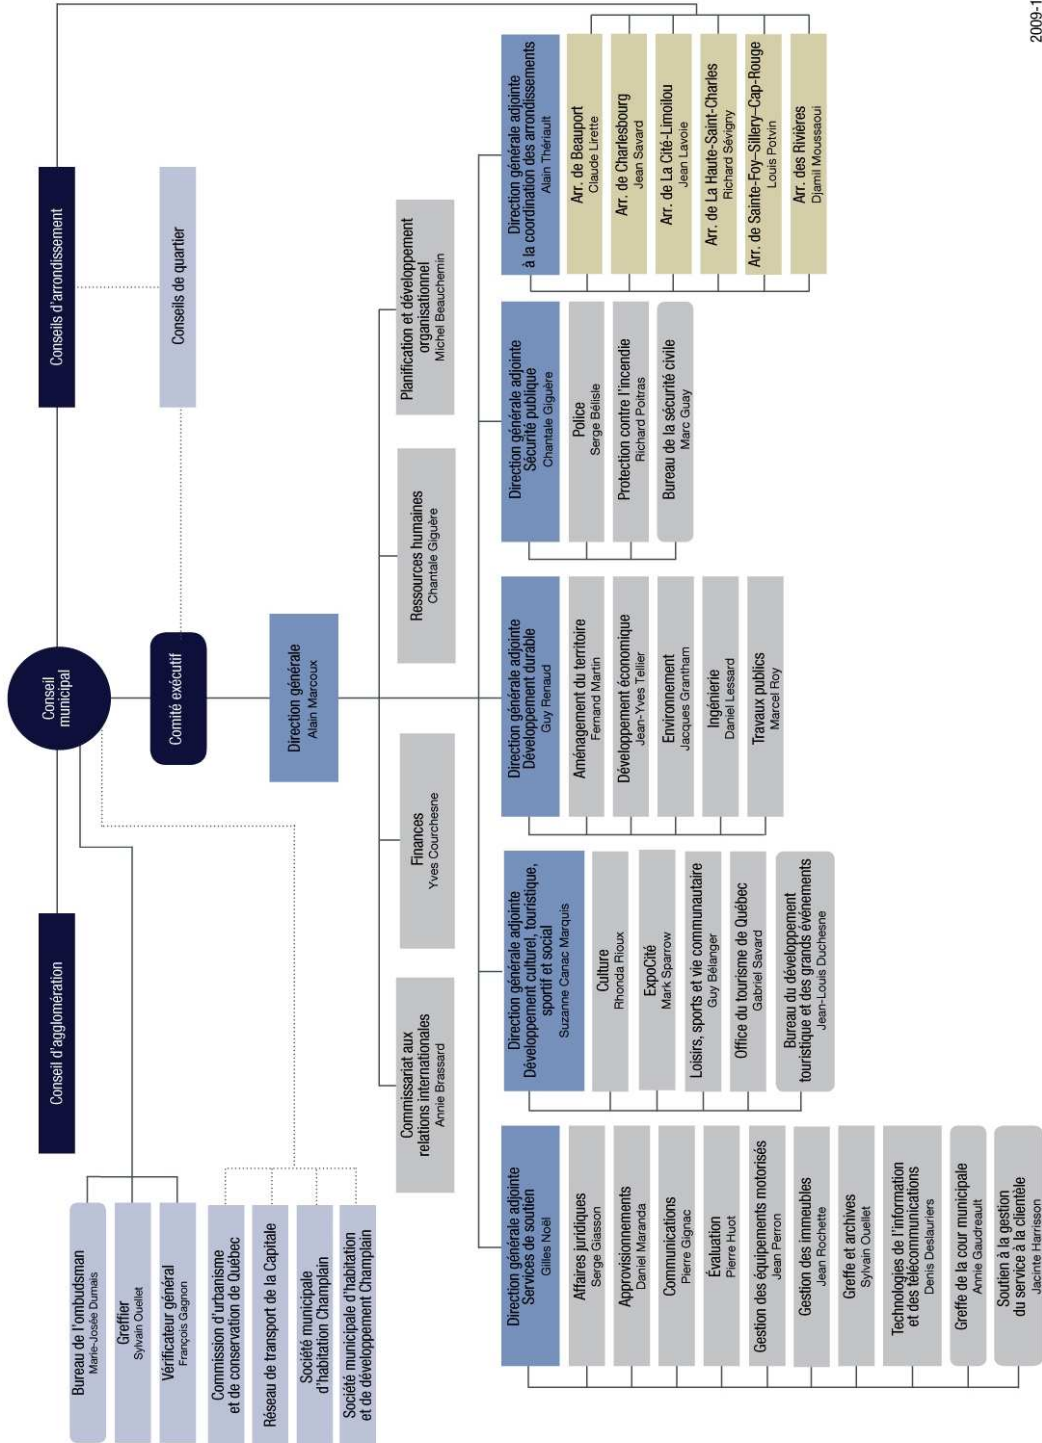 Conseil
municipal
Conseil d'agglomération
Conseils d'arrondissement
Comité exécutif
Conseils de quartier
Bureau de l'ombudsman
Marie-Josée Dumais
Greffier
Sylvain Ouellet
Vérificateur général
François Gagnon
Commission d'urbanisme
et de conservation de Québec
Réseau de transport de la Capitale
Société municipale
d'habitation Champlain
Société municipale d'habitation
et de développement Champlain
Direction générale
Alain Marcoux
Commissariat aux
relations internationales
Annie Brassard
Finances
Yves Courchesne
Ressources humaines
Chantale Giguère
Planification et développement
organisationnel
Michel Beauchemin
Direction générale adjointe
Services de soutien
Gilles Noël
Affaires juridiques
Serge Giasson
Approvisionnements
Daniel Maranda
Communications
Pierre Gignac
Évaluation
Pierre Huot
Gestion des équipements motorisés
Jean Perron
Gestion des immeubles
Jean Rochette
Greffe et archives
Sylvain Ouellet
Technologies de l'information
et des télécommunications
Denis Deslauriers
Greffe de la cour municipale
Annie Gaudreault
Soutien à la gestion
du service à la clientèle
Jacinte Harrisson
Direction générale adjointe
Développement culturel, touristique,
sportif et social
Suzanne Canac Marquis
Culture
Rhonda Rioux
ExpoCité
Mark Sparrow
Loisirs, sports et vie communautaire
Guy Bélanger
Office du tourisme de Québec
Gabriel Savard
Bureau du développement
touristique et des grands événements
Jean-Louis Duchesne
Direction générale adjointe
Développement durable
Guy Renaud
Aménagement du territoire
Fernand Martin
Développement économique
Jean-Yves Tellier
Environnement
Jacques Grantham
Ingénierie
Daniel Lessard
Travaux publics
Marcel Roy
Direction générale adjointe
Sécurité publique
Chantale Giguère
Police
Serge Bélisle
Protection contre l'incendie
Richard Poitras
Bureau de la sécurité civile
Marc Guay
Direction générale adjointe
à la coordination des arrondissements
Alain Thériault
Arr. de Beauport
Claude Lirette
Arr. de Charlesbourg
Jean Savard
Arr. de La Cité-Limoilou
Jean Lavoie
Arr. de La Haute-Saint-Charles
Richard Sévigny
Arr. de Sainte-Foy–Sillery–Cap-Rouge
Louis Potvin
Arr. des Rivières
Djamil Moussaoui
2009-1